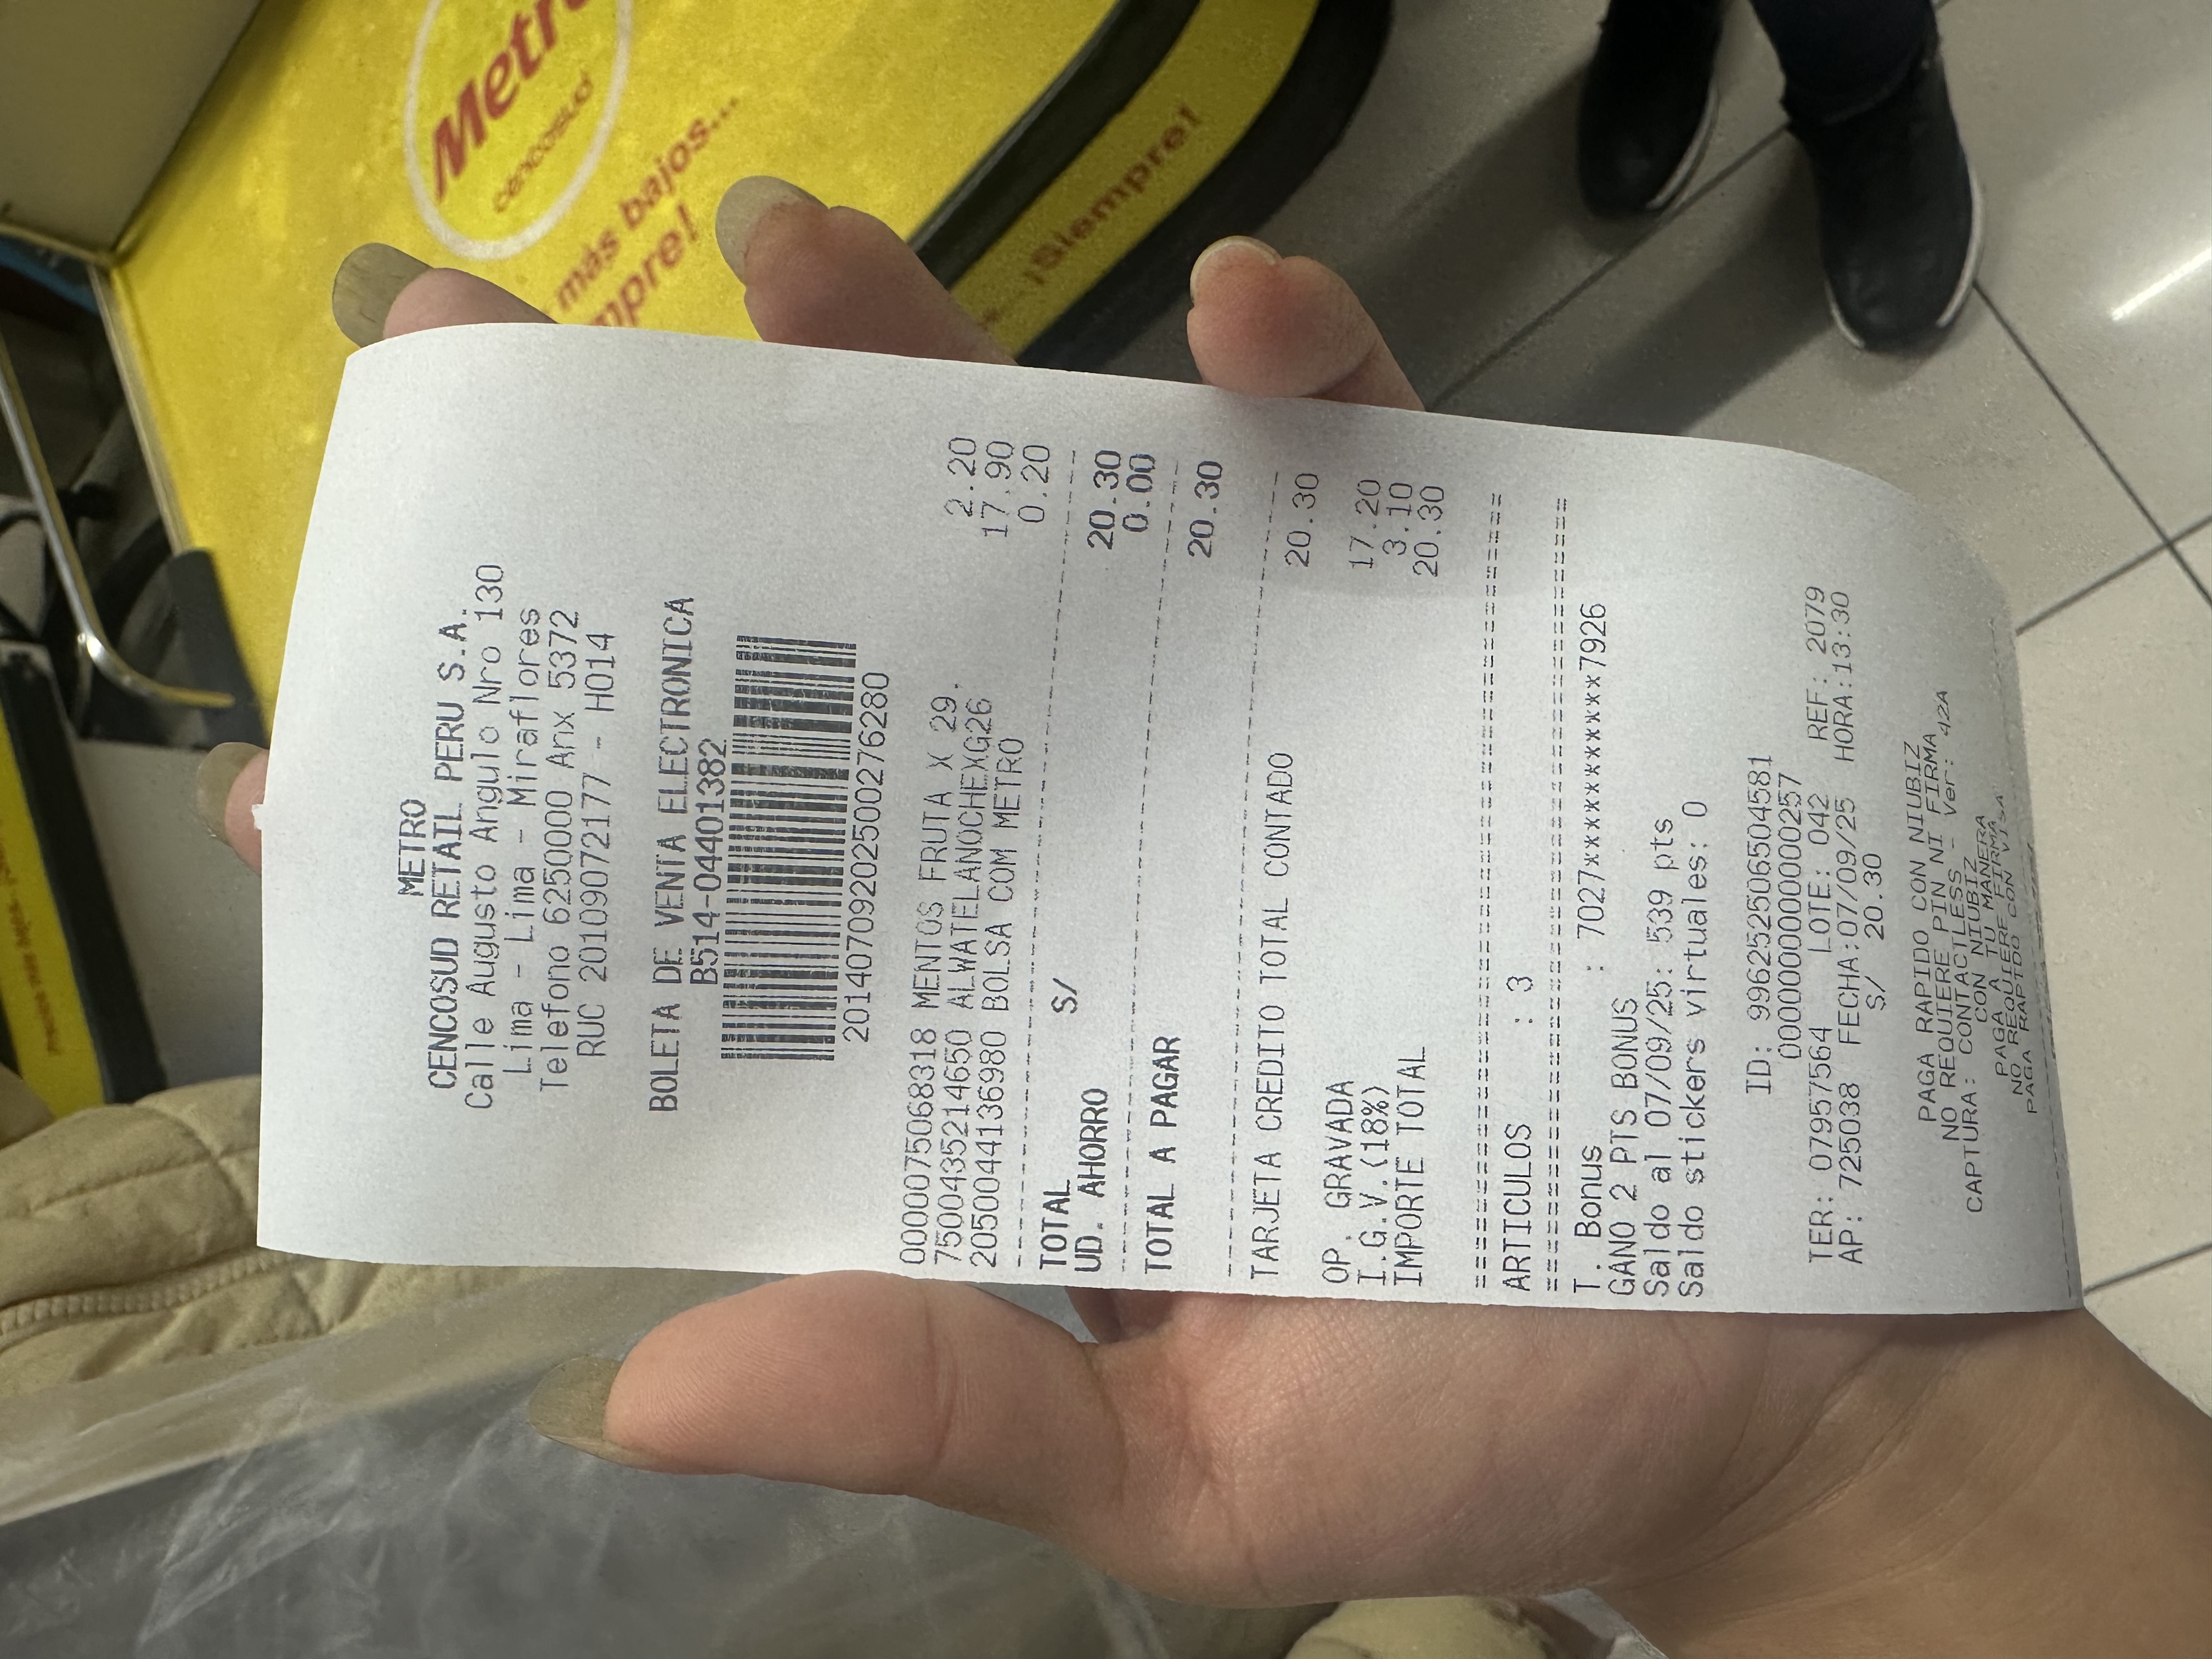 Precios más bajos... ¡Siempre!
METRO
CENCOSUD RETAIL PERU S.A.
Calle Augusto Angulo Nro 130
Lima - Lima - Miraflores
Telefono 6250000 Anx 5372
RUC 20109072177 - H014
BOLETA DE VENTA ELECTRONICA
B514-04401382
20140709202500276280
0000075068318 MENTOS FRUTA X 29. 2.20
7500435214650 ALWATELANOCHEXG26 17.90
2050044136980 BOLSA COM METRO 0.20
TOTAL S/ 20.30
UD. AHORRO 0.00
TOTAL A PAGAR 20.30
TARJETA CREDITO TOTAL CONTADO 20.30
OP. GRAVADA 17.20
I.G.V.(18%) 3.10
IMPORTE TOTAL 20.30
ARTICULOS : 3
T. Bonus : 7027***********7926
GANO 2 PTS BONUS
Saldo al 07/09/25: 539 pts
Saldo stickers virtuales: 0
ID: 996252506504581
0000000000000257
TER: 07957564 LOTE: 042 REF: 2079
AP: 725038 FECHA:07/09/25 HORA:13:30
S/ 20.30
PAGA RAPIDO CON NIUBIZ
NO REQUIERE PIN NI FIRMA
CAPTURA: CONTACTLESS - Ver: 42A
CON NIUBIZ
PAGA A TU MANERA
NO REQUIERE FIRMA
PAGA RAPIDO CON VISA
Metro
cencosud
más bajos...
¡Siempre!